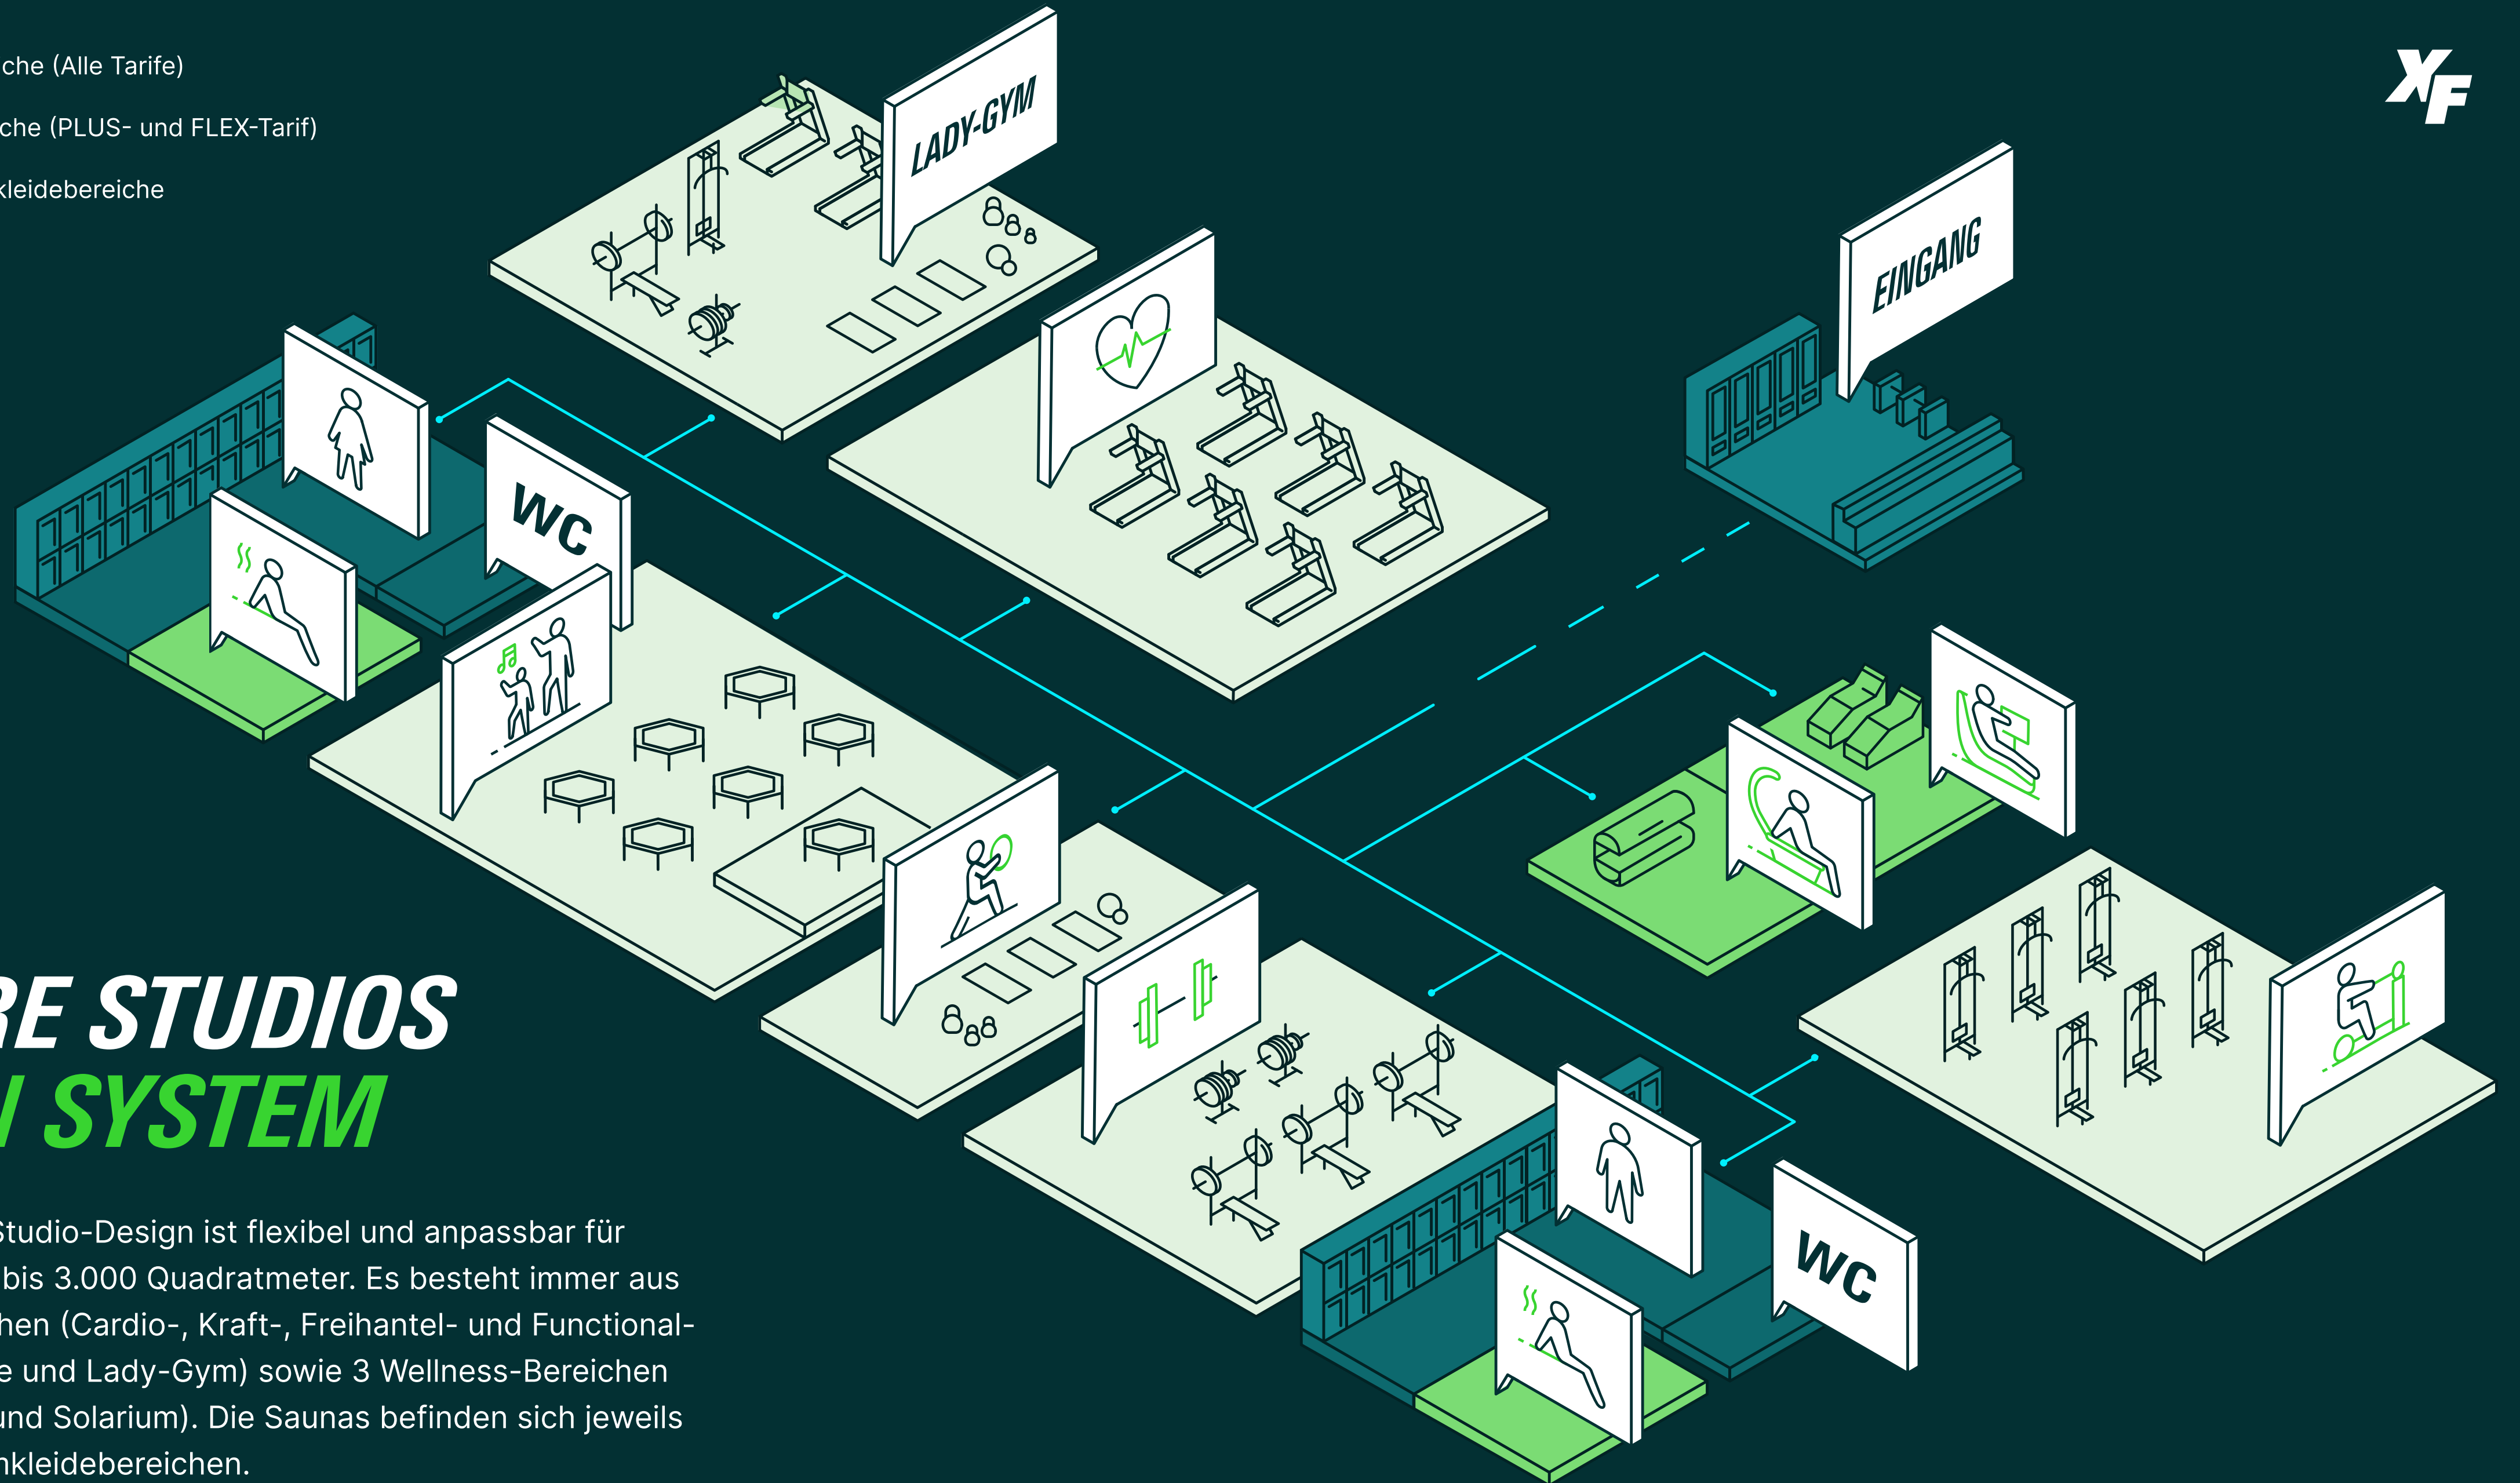 che (Alle Tarife)
che (PLUS- und FLEX-Tarif)
kleidebereiche
XF
LADY-GYM
EINGANG
WC
RE STUDIOS
N SYSTEM
Studio-Design ist flexibel und anpassbar für
bis 3.000 Quadratmeter. Es besteht immer aus
hen (Cardio-, Kraft-, Freihantel- und Functional-
e und Lady-Gym) sowie 3 Wellness-Bereichen
und Solarium). Die Saunas befinden sich jeweils
nkleidebereichen.
WC